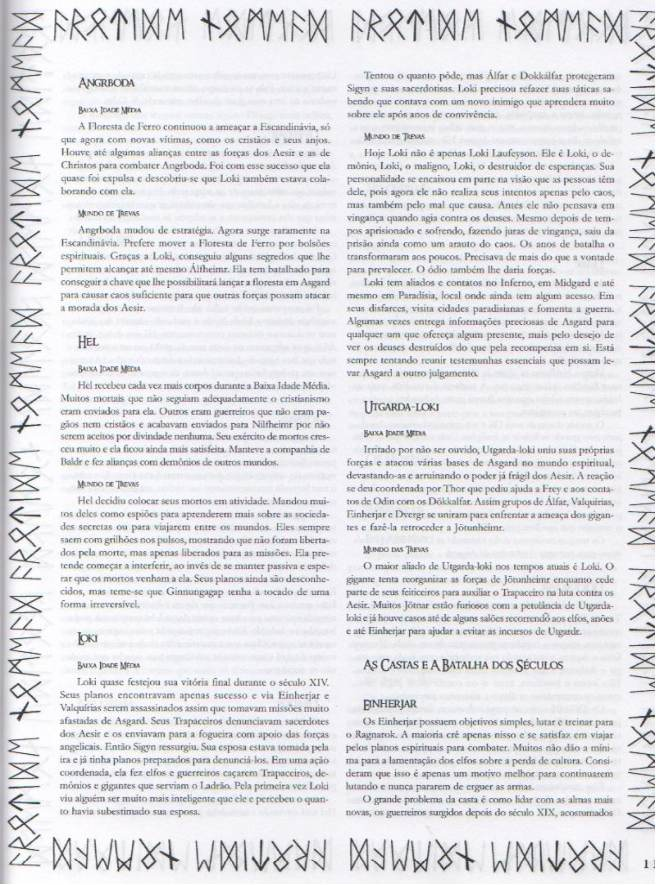 ANGRBODA
BAIXA IDADE MÉDIA
A Floresta de Ferro continuou a ameaçar a Escandinávia, só
que agora com novas vítimas, como os cristãos e seus anjos.
Houve até algumas alianças entre as forças dos Aesir e as de
Christos para combater Angrboda. Foi com esse sucesso que ela
quase foi expulsa e descobriu-se que Loki também estava cola-
borando com ela.
MUNDO DE TREVAS
Angrboda mudou de estratégia. Agora surge raramente na
Escandinávia. Prefere mover a Floresta de Ferro por bolsões
espirituais. Graças a Loki, conseguiu alguns segredos que lhe
permitem alcançar até mesmo Álfheimr. Ela tem batalhado para
conseguir a chave que lhe possibilitará lançar a floresta em Asgard
para causar caos suficiente para que outras forças possam atacar
a morada dos Aesir.
HEL
BAIXA IDADE MÉDIA
Hel recebeu cada vez mais corpos durante a Baixa Idade Média.
Muitos mortais que não seguiam adequadamente o cristianismo
eram enviados para ela. Outros eram guerreiros que não eram pa-
gãos nem cristãos e acabavam enviados para Nilfheimr por não
serem aceitos por divindade nenhuma. Seu exército de mortos cres-
ceu muito e ela ficou ainda mais satisfeita. Manteve a companhia de
Baldr e fez alianças com demônios de outros mundos.
MUNDO DE TREVAS
Hel decidiu colocar seus mortos em atividade. Mandou mui-
tos deles como espiões para aprenderem mais sobre as socieda-
des secretas ou para viajarem entre os mundos. Eles sempre
saem com grilhões nos pulsos, mostrando que não foram liberta-
dos pela morte, mas apenas liberados para as missões. Ela pre-
tende começar a interferir, ao invés de se manter passiva e espe-
rar que os mortos venham a ela. Seus planos ainda são desconhe-
cidos, mas teme-se que Ginnungagap tenha a tocado de uma
forma irreversível.
LOKI
BAIXA IDADE MÉDIA
Loki quase festejou sua vitória final durante o século XIV.
Seus planos encontravam apenas sucesso e via Einherjar e
Valquírias serem assassinados assim que tomavam missões muito
afastadas de Asgard. Seus Trapaceiros denunciavam sacerdotes
dos Aesir e os enviavam para a fogueira com apoio das forças
angelicais. Então Sigyn ressurgiu. Sua esposa estava tomada pela
ira e já tinha planos preparados para denunciá-los. Em uma ação
coordenada, ela fez elfos e guerreiros caçarem Trapaceiros, de-
mônios e gigantes que serviam o Ladrão. Pela primeira vez Loki
viu alguém ser muito mais inteligente que ele e percebeu o quan-
to havia subestimado sua esposa.
Tentou o quanto pôde, mas Álfar e Dokkálfar protegeram
Sigyn e suas sacerdotisas. Loki precisou refazer suas táticas sa-
bendo que contava com um novo inimigo que aprendera muito
sobre ele após anos de convivência.
MUNDO DE TREVAS
Hoje Loki não é apenas Loki Laufeyson. Ele é Loki, o de-
mônio, Loki, o maligno, Loki, o destruidor de esperanças. Sua
personalidade se encaixou em parte na visão que as pessoas têm
dele, pois agora ele não realiza seus intentos apenas pelo caos,
mas também pelo mal que causa. Antes ele não pensava em
vingança quando agia contra os deuses. Mesmo depois de tem-
pos aprisionado e sofrendo, fazendo juras de vingança, saiu da
prisão ainda como um arauto do caos. Os anos de batalha o
transformaram aos poucos. Precisava de mais do que a vontade
para prevalecer. O ódio também lhe daria forças.
Loki tem aliados e contatos no Inferno, em Midgard e até
mesmo em Paradísia, local onde ainda tem algum acesso. Em
seus disfarces, visita cidades paradisianas e fomenta a guerra.
Algumas vezes entrega informações preciosas de Asgard para
qualquer um que ofereça algum presente, mais pelo desejo de
ver os deuses destruídos do que pela recompensa em si. Está
sempre tentando reunir testemunhas essenciais que possam le-
var Asgard a outro julgamento.
UTGARDA-LOKI
BAIXA IDADE MÉDIA
Irritado por não ser ouvido, Utgarda-loki uniu suas próprias
forças e atacou várias bases de Asgard no mundo espiritual,
devastando-as e arruinando o poder já frágil dos Aesir. A reação
se deu coordenada por Thor que pediu ajuda a Frey e aos conta-
tos de Odin com os Dökkalfar. Assim grupos de Álfar, Valquírias,
Einherjar e Dvergr se uniram para enfrentar a ameaça dos gigan-
tes e fazê-la retroceder a Jötunheimr.
MUNDO DAS TREVAS
O maior aliado de Utgarda-loki nos tempos atuais é Loki. O
gigante tenta reorganizar as forças de Jötunheimr enquanto cede
parte de seus feiticeiros para auxiliar o Trapaceiro na luta contra os
Aesir. Muitos Jötnar estão furiosos com a petulância de Utgarda-
loki e já houve casos até de alguns salões recorrendo aos elfos, anões
e até Einherjar para ajudar a evitar as incursos de Utgardr.
AS CASTAS E A BATALHA DOS SÉCULOS
EINHERJAR
Os Einherjar possuem objetivos simples, lutar e treinar para
o Ragnarok. A maioria crê apenas nisso e se satisfaz em viajar
pelos planos espirituais para combater. Muitos não dão a míni-
ma para a lamentação dos elfos sobre a perda de cultura. Consi-
deram que isso é apenas um motivo melhor para continuarem
lutando e nunca pararem de erguer as armas.
O grande problema da casta é como lidar com as almas mais
novas, os guerreiros surgidos depois do século XIX, acostumados